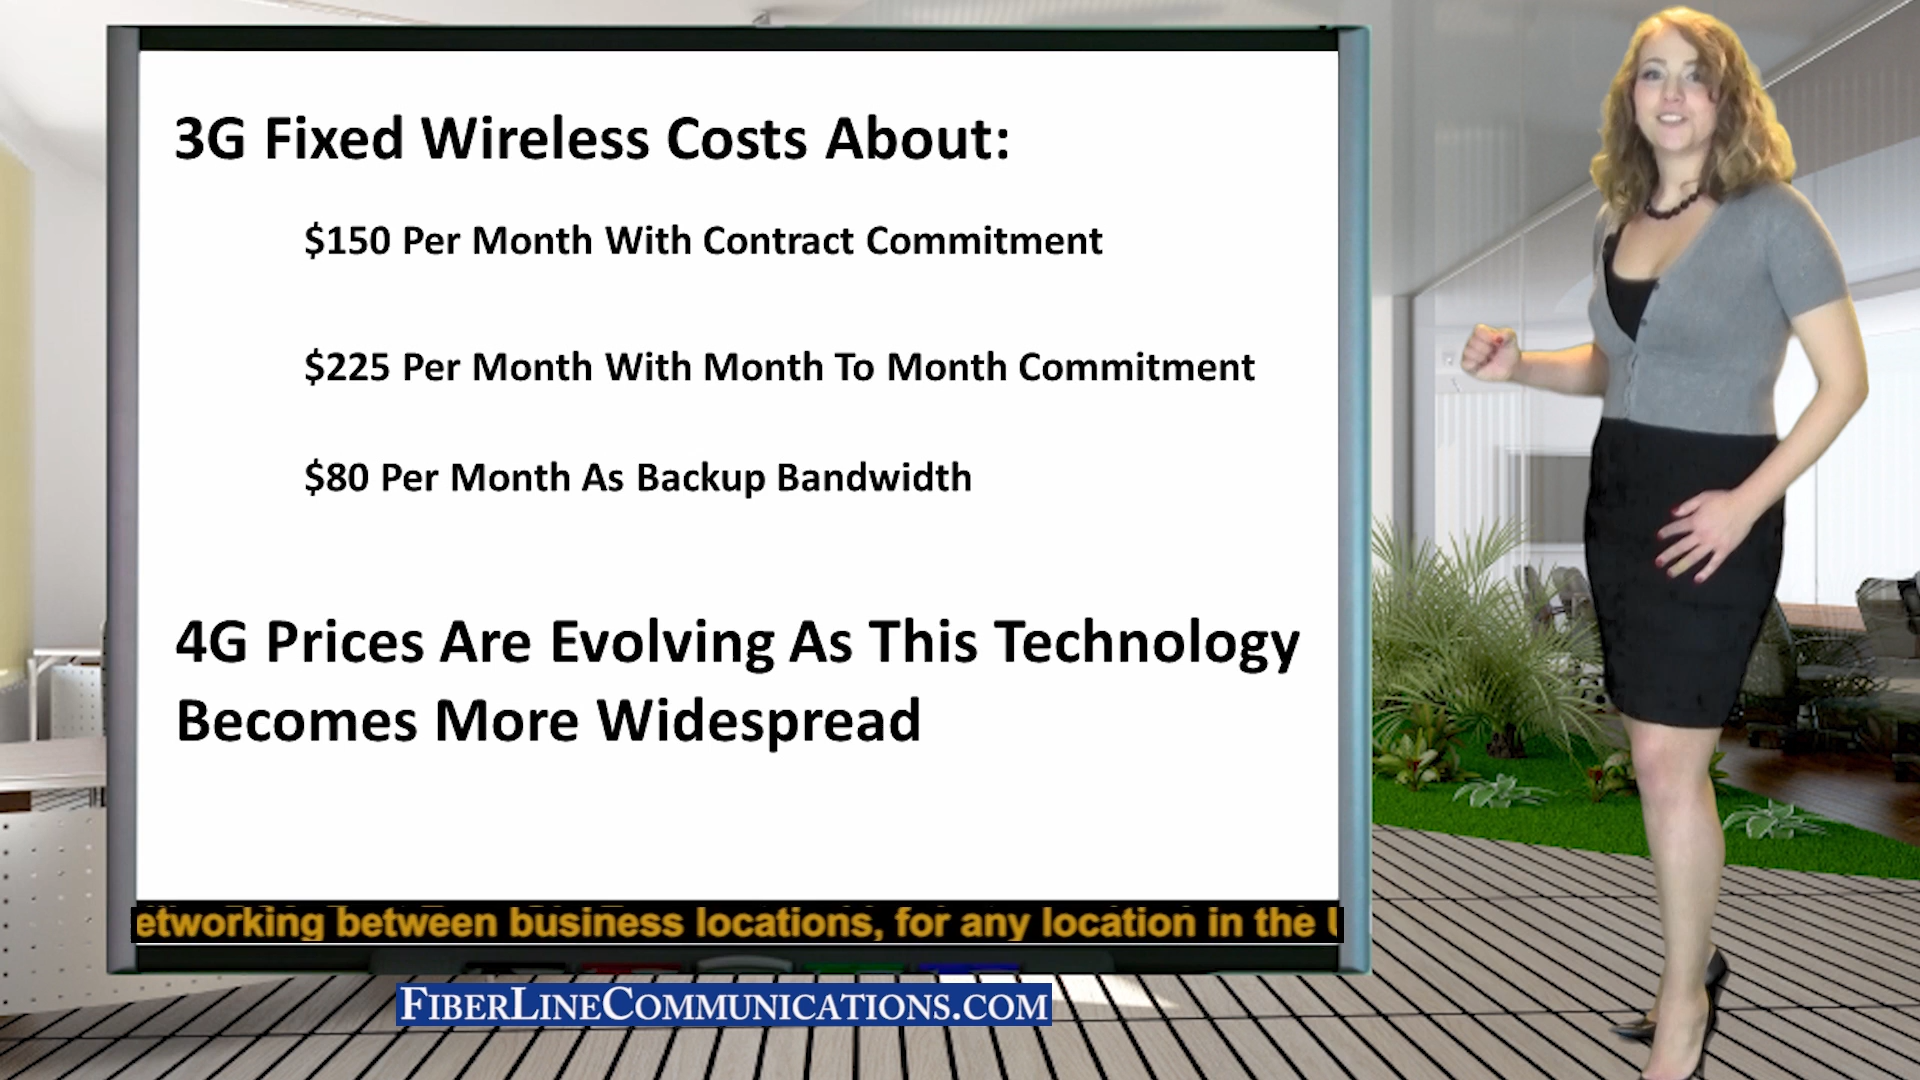 3G Fixed Wireless Costs About:
$150 Per Month With Contract Commitment
$225 Per Month With Month To Month Commitment
$80 Per Month As Backup Bandwidth
4G Prices Are Evolving As This Technology
Becomes More Widespread
etworking between business locations, for any location in the
FIBERLINECOMMUNICATIONS.COM